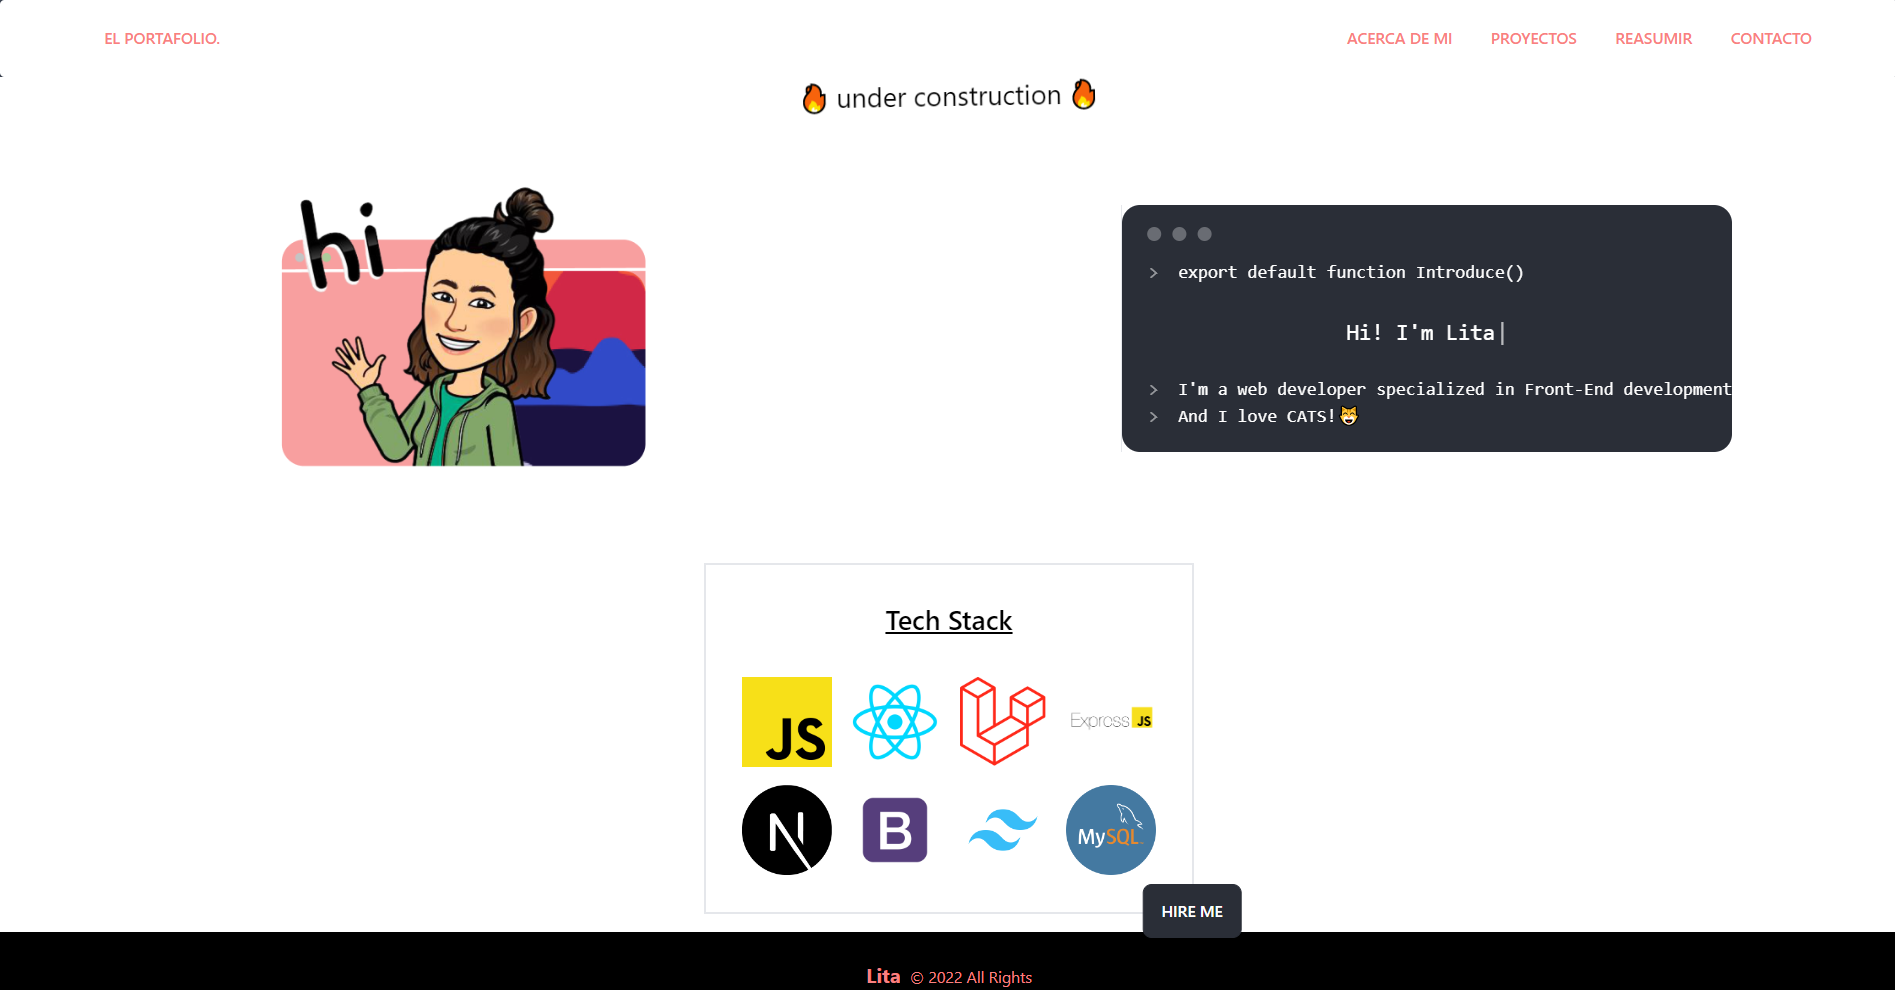 EL PORTAFOLIO.
ACERCA DE MI PROYECTOS REASUMIR CONTACTO
🔥 under construction 🔥
hi
> export default function Introduce()
Hi! I'm Lita|
> I'm a web developer specialized in Front-End development
> And I love CATS!😸
Tech Stack
JS
Express JS
N
B
MySQL
HIRE ME
Lita © 2022 All Rights